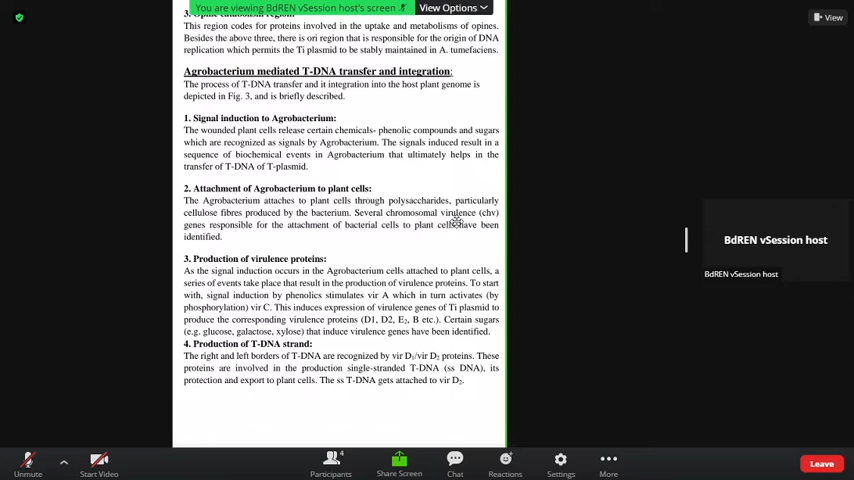 You are viewing BdREN vSession host's screen
View Options
View
This region codes for proteins involved in the uptake and metabolisms of opines.
Besides the above three, there is ori region that is responsible for the origin of DNA
replication which permits the Ti plasmid to be stably maintained in A. tumefaciens.
Agrobacterium mediated T-DNA transfer and integration:
The process of T-DNA transfer and it integration into the host plant genome is
depicted in Fig. 3, and is briefly described.
1. Signal induction to Agrobacterium:
The wounded plant cells release certain chemicals- phenolic compounds and sugars
which are recognized as signals by Agrobacterium. The signals induced result in a
sequence of biochemical events in Agrobacterium that ultimately helps in the
transfer of T-DNA of T-plasmid.
2. Attachment of Agrobacterium to plant cells:
The Agrobacterium attaches to plant cells through polysaccharides, particularly
cellulose fibres produced by the bacterium. Several chromosomal virulence (chv)
genes responsible for the attachment of bacterial cells to plant cells have been
identified.
3. Production of virulence proteins:
As the signal induction occurs in the Agrobacterium cells attached to plant cells, a
series of events take place that result in the production of virulence proteins. To start
with, signal induction by phenolics stimulates vir A which in turn activates (by
phosphorylation) vir C. This induces expression of virulence genes of Ti plasmid to
produce the corresponding virulence proteins (D1, D2, E2, B etc.). Certain sugars
(e.g. glucose, galactose, xylose) that induce virulence genes have been identified.
4. Production of T-DNA strand:
The right and left borders of T-DNA are recognized by vir D1/vir D2 proteins. These
proteins are involved in the production single-stranded T-DNA (ss DNA), its
protection and export to plant cells. The ss T-DNA gets attached to vir D2.
BdREN vSession host
BdREN vSession host
4
Unmute
Start Video
Participants
Share Screen
Chat
Reactions
Settings
More
Leave